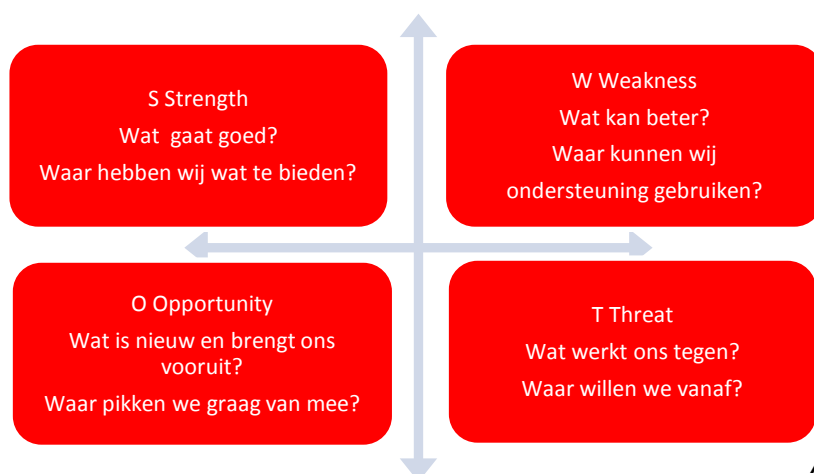 S Strength
Wat gaat goed?
Waar hebben wij wat te bieden?
W Weakness
Wat kan beter?
Waar kunnen wij
ondersteuning gebruiken?
O Opportunity
Wat is nieuw en brengt ons
vooruit?
Waar pikken we graag van mee?
T Threat
Wat werkt ons tegen?
Waar willen we vanaf?